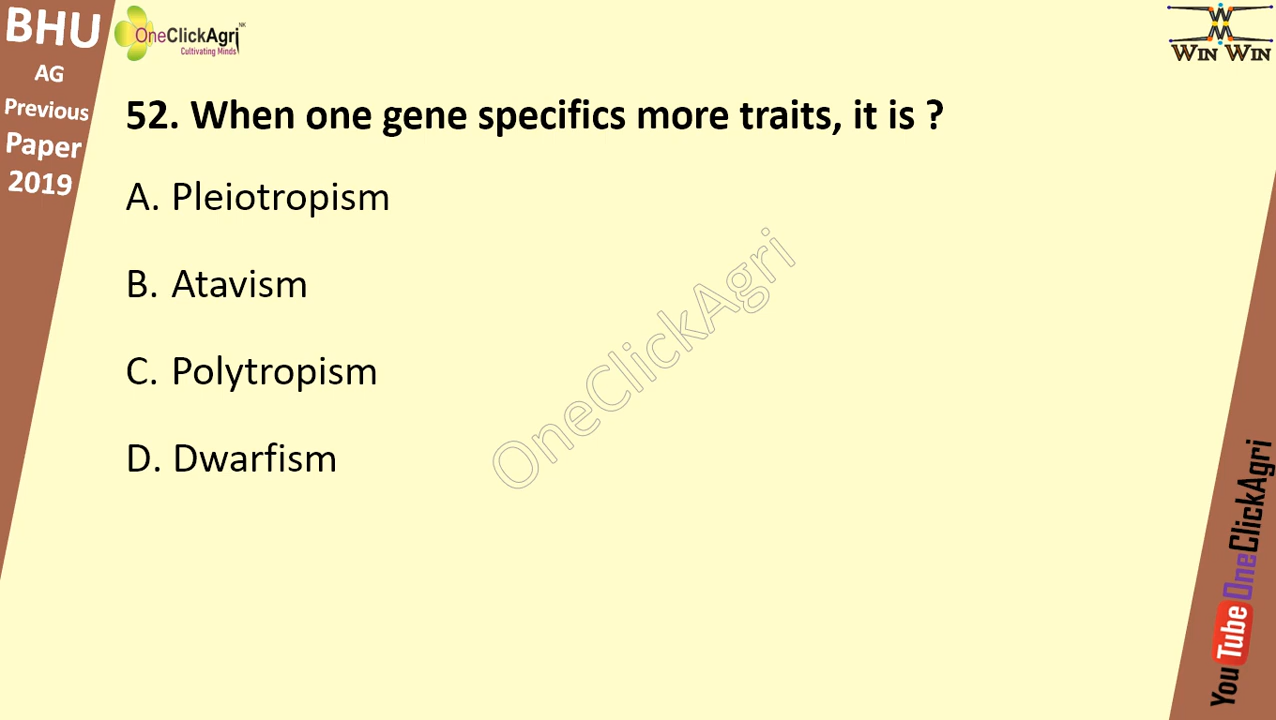 BHU
AG
Previous
Paper
2019
OneClickAgri NK
Cultivating Minds
WIN WIN
52. When one gene specifics more traits, it is ?
A. Pleiotropism
B. Atavism
C. Polytropism
D. Dwarfism
OneClickAgri
YouTube OneClickAgri